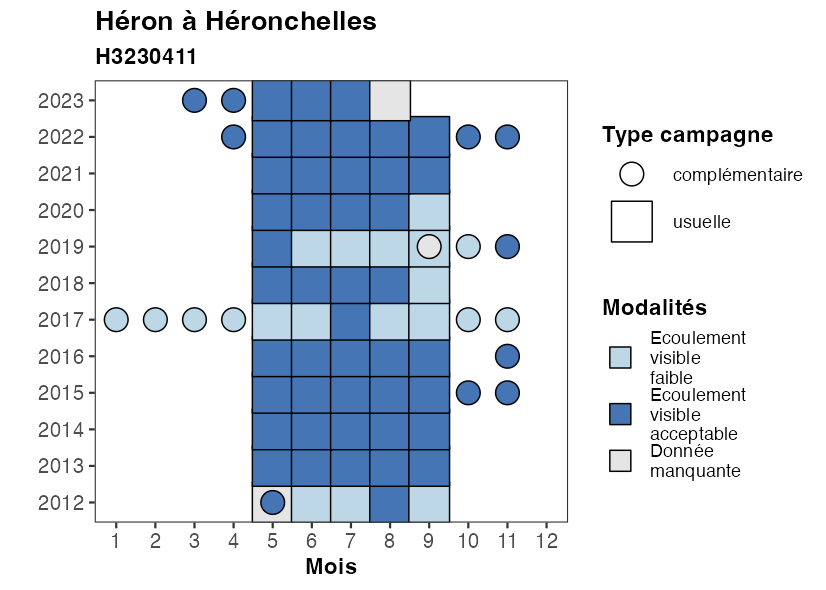 Héron à Héronchelles
H3230411
2023
2022
2021
2020
2019
2018
2017
2016
2015
2014
2013
2012
1 2 3 4 5 6 7 8 9 10 11 12
Mois
Type campagne
complémentaire
usuelle
Modalités
Ecoulement
visible
faible
Ecoulement
visible
acceptable
Donnée
manquante